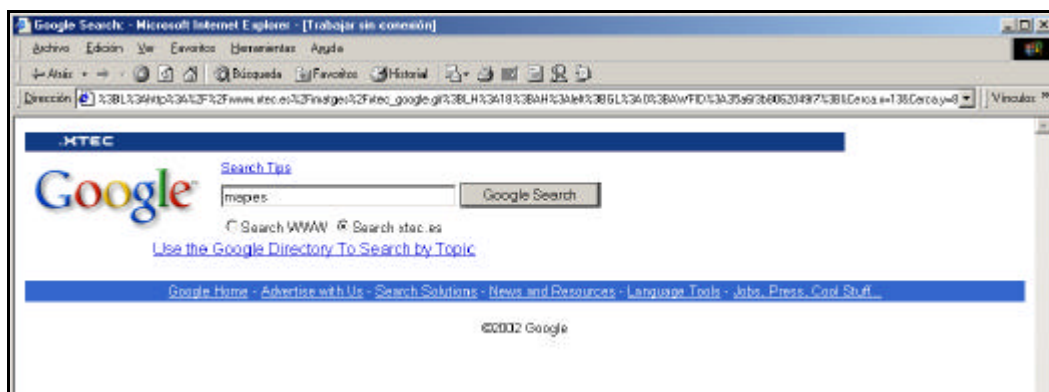 Google Search: - Microsoft Internet Explorer - [Trabajar sin conexión]
Archivo Edición Ver Favoritos Herramientas Ayuda
Atrás Búsqueda Favoritos Historial
Dirección Vínculos »
.XTEC
Google™
Search Tips
mapes Google Search
Search WWW Search xtec.es
Use the Google Directory To Search by Topic
Google Home - Advertise with Us - Search Solutions - News and Resources - Language Tools - Jobs, Press, Cool Stuff...
©2002 Google